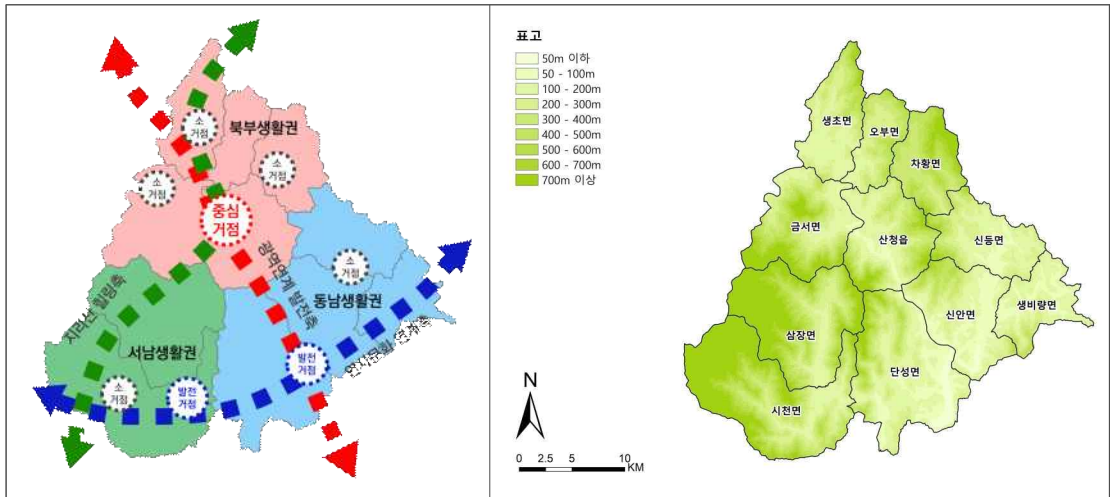 소
거점
북부생활권
소
거점
소
거점
중심
거점
광역연계 발전축
소
거점
동남생활권
지리산 힐링축
서남생활권
발전
거점
소
거점
발전
거점
표고
50m 이하
50 - 100m
100 - 200m
200 - 300m
300 - 400m
400 - 500m
500 - 600m
600 - 700m
700m 이상
생초면
오부면
차황면
금서면
산청읍
신등면
생비량면
신안면
삼장면
단성면
시천면
N
0 2.5 5 10
KM